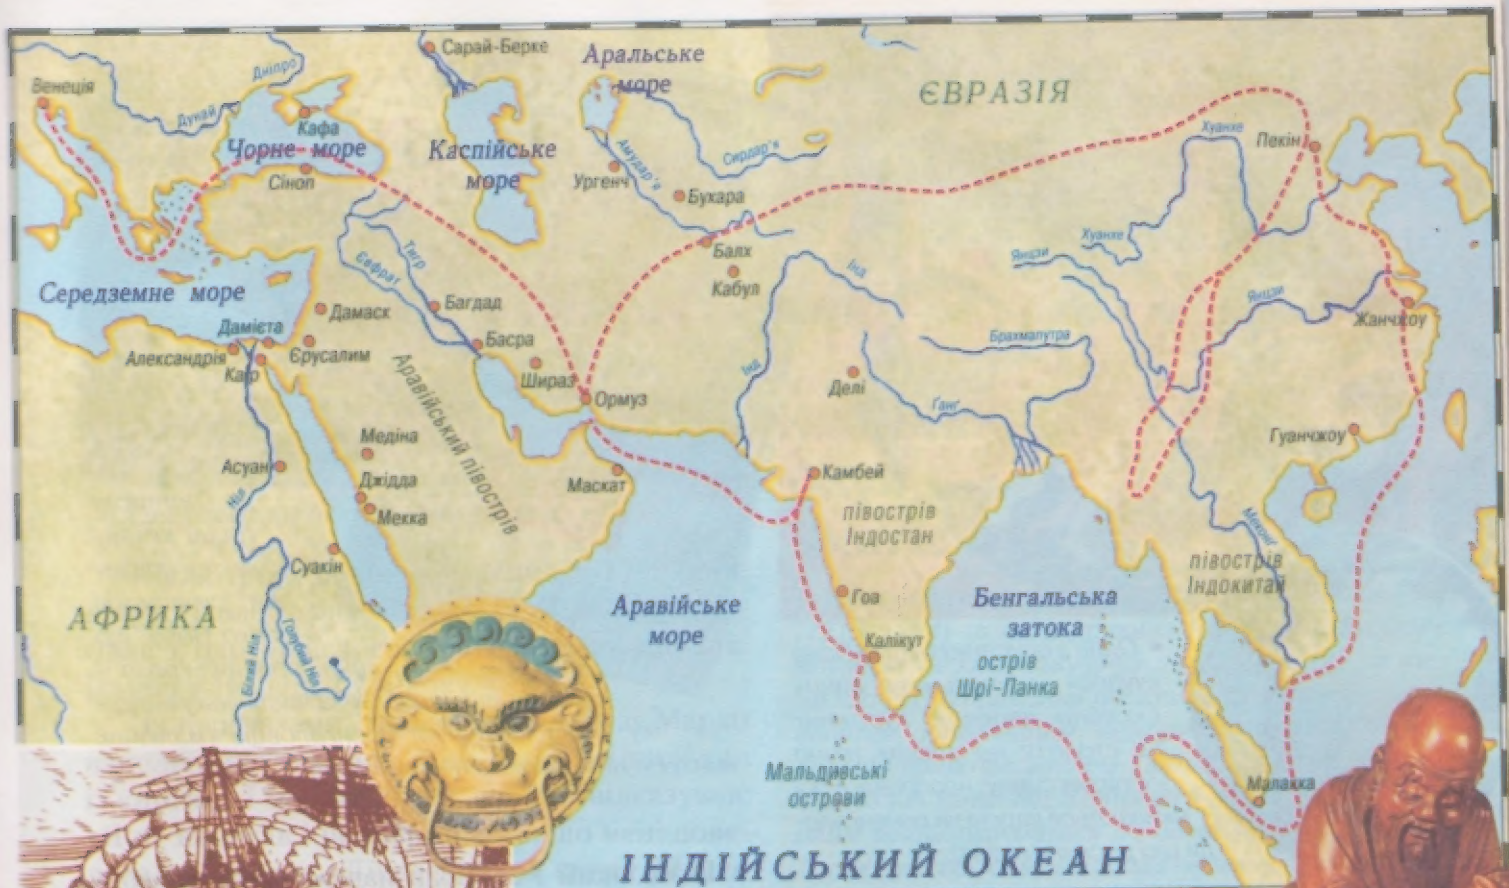 Сарай-Берке
Аральське
море
ЄВРАЗІЯ
Венеція
Дніпро
Дунай
Кафа
Чорне море
Сіноп
Каспійське
море
Амудар'я
Сирдар'я
Ургенч
Бухара
Хуанхе
Пекін
Хуанхе
Янцзи
Балх
Кабул
Інд
Тигр
Євфрат
Середземне море
Дамаск
Багдад
Дамієта
Александрія
Єрусалим
Каїр
Басра
Шираз
Ормуз
Інд
Брахмапутра
Янцзи
Жанчжоу
Делі
Ганг
Гуанчжоу
Аравійський півострів
Медіна
Асуан
Джідда
Мекка
Ніл
Маскат
Камбей
півострів
Індостан
Меконг
півострів
Індокитай
Суакін
АФРИКА
Білий Ніл
Голубий Ніл
Аравійське
море
Гоа
Калікут
Бенгальська
затока
острів
Шрі-Ланка
Мальдивські
острови
Малакка
ІНДІЙСЬКИЙ ОКЕАН